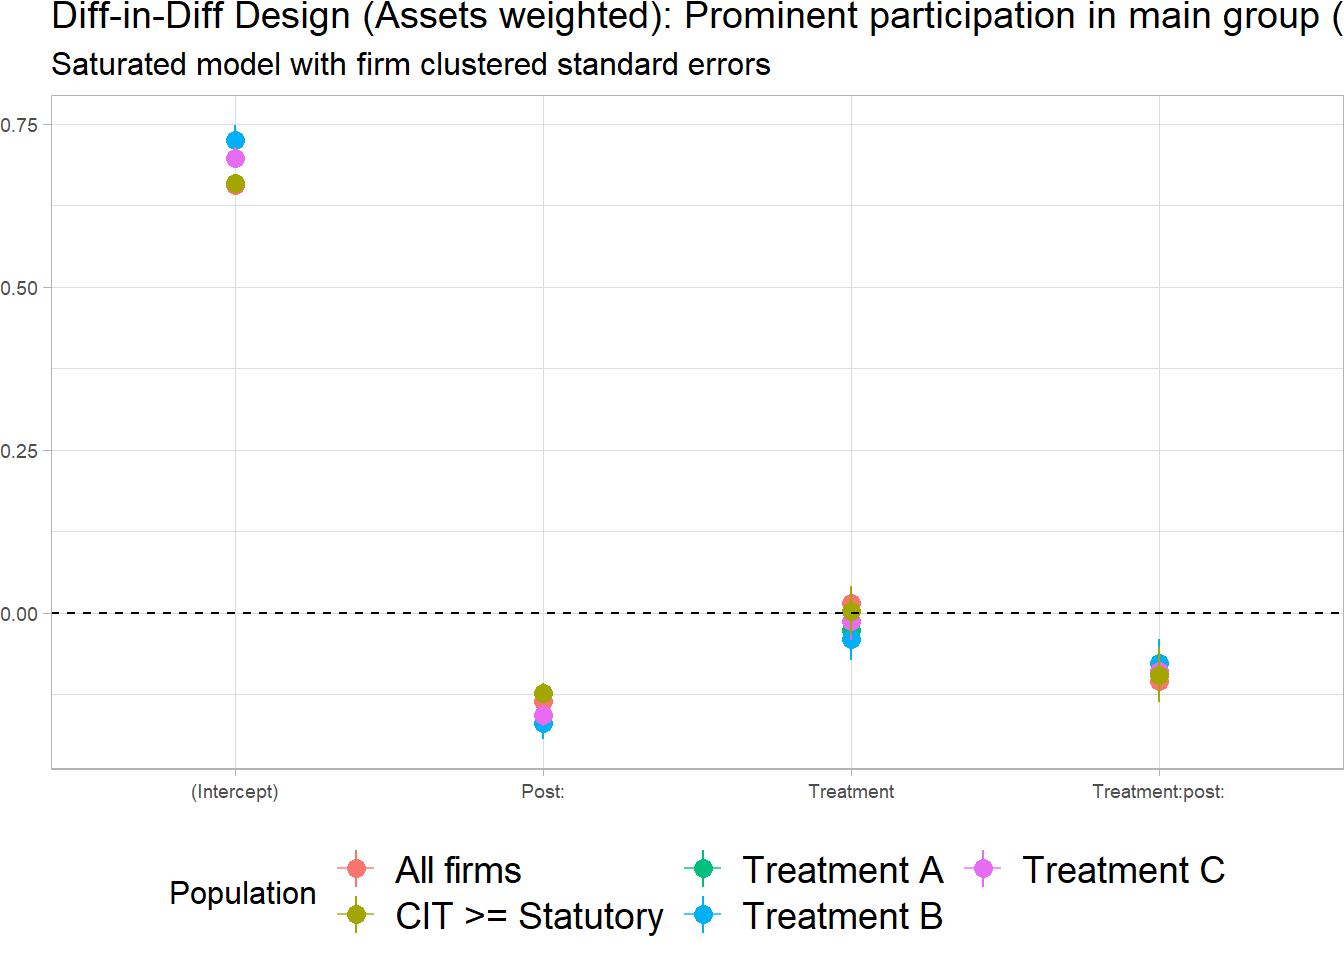 Diff-in-Diff Design (Assets weighted): Prominent participation in main group (
Saturated model with firm clustered standard errors
0.75
0.50
0.25
0.00
(Intercept) Post: Treatment Treatment:post:
Population
All firms Treatment A Treatment C
CIT >= Statutory Treatment B